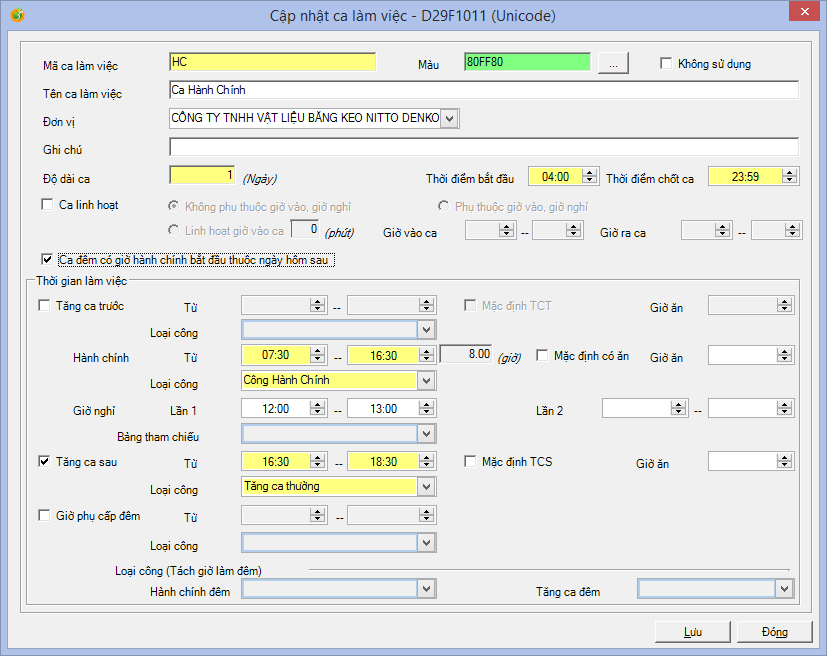 Cập nhật ca làm việc - D29F1011 (Unicode)
Mã ca làm việc HC Màu 80FF80 ... Không sử dụng
Tên ca làm việc Ca Hành Chính
Đơn vị CÔNG TY TNHH VẬT LIỆU BĂNG KEO NITTO DENKO
Ghi chú
Độ dài ca 1 (Ngày) Thời điểm bắt đầu 04:00 Thời điểm chốt ca 23:59
Ca linh hoạt Không phụ thuộc giờ vào, giờ nghỉ Phụ thuộc giờ vào, giờ nghỉ
Linh hoạt giờ vào ca 0 (phút) Giờ vào ca -- Giờ ra ca --
Ca đêm có giờ hành chính bắt đầu thuộc ngày hôm sau
Thời gian làm việc
Tăng ca trước Từ -- Mặc định TCT Giờ ăn
Loại công
Hành chính Từ 07:30 -- 16:30 8.00 (giờ) Mặc định có ăn Giờ ăn
Loại công Công Hành Chính
Giờ nghỉ Lần 1 12:00 -- 13:00 Lần 2 --
Bảng tham chiếu
Tăng ca sau Từ 16:30 -- 18:30 Mặc định TCS Giờ ăn
Loại công Tăng ca thường
Giờ phụ cấp đêm Từ --
Loại công
Loại công (Tách giờ làm đêm)
Hành chính đêm Tăng ca đêm
Lưu Đóng